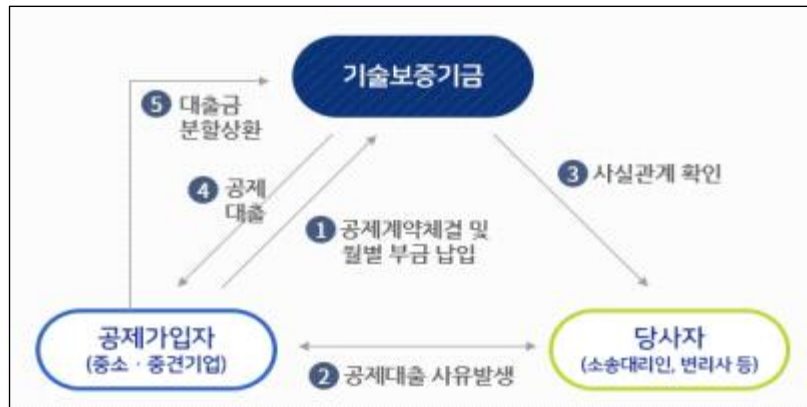 기술보증기금
5 대출금
분할상환
4 공제
대출
3 사실관계 확인
1 공제계약체결 및
월별 부금 납입
공제가입자
(중소·중견기업)
당사자
(소송대리인, 변리사 등)
2 공제대출 사유발생